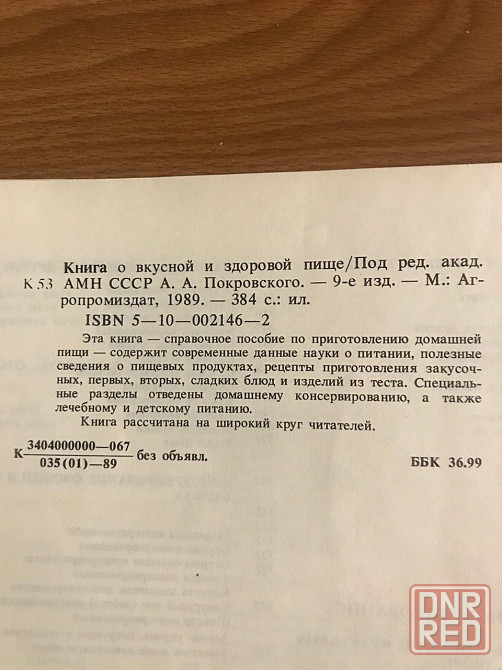 Книга о вкусной и здоровой пище/Под ред. акад.
К 53 АМН СССР А. А. Покровского. — 9-е изд. — М.: Аг-
ропромиздат, 1989. — 384 с.: ил.
ISBN 5—10—002146—2
Эта книга — справочное пособие по приготовлению домашней
пищи — содержит современные данные науки о питании, полезные
сведения о пищевых продуктах, рецепты приготовления закусоч-
ных, первых, вторых, сладких блюд и изделий из теста. Специаль-
ные разделы отведены домашнему консервированию, а также
лечебному и детскому питанию.
Книга рассчитана на широкий круг читателей.
3404000000—067
К 035(01)—89 без объявл.
ББК 36.99
DNR
RED